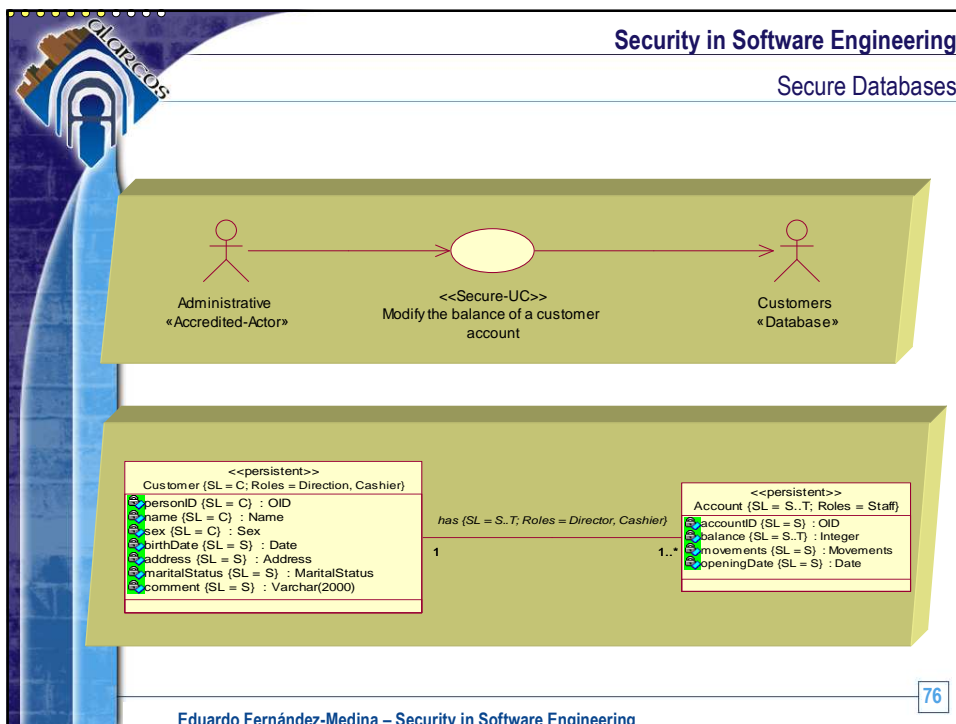 ALARCOS
Security in Software Engineering
Secure Databases
Administrative
«Accredited-Actor»
<<Secure-UC>>
Modify the balance of a customer
account
Customers
«Database»
<<persistent>>
Customer {SL = C; Roles = Direction, Cashier}
personID {SL = C} : OID
name {SL = C} : Name
sex {SL = C} : Sex
birthDate {SL = S} : Date
address {SL = S} : Address
maritalStatus {SL = S} : MaritalStatus
comment {SL = S} : Varchar(2000)
has {SL = S..T; Roles = Director, Cashier}
1
1..*
<<persistent>>
Account {SL = S..T; Roles = Staff}
accountID {SL = S} : OID
balance {SL = S..T} : Integer
movements {SL = S} : Movements
openingDate {SL = S} : Date
76
Eduardo Fernández-Medina – Security in Software Engineering